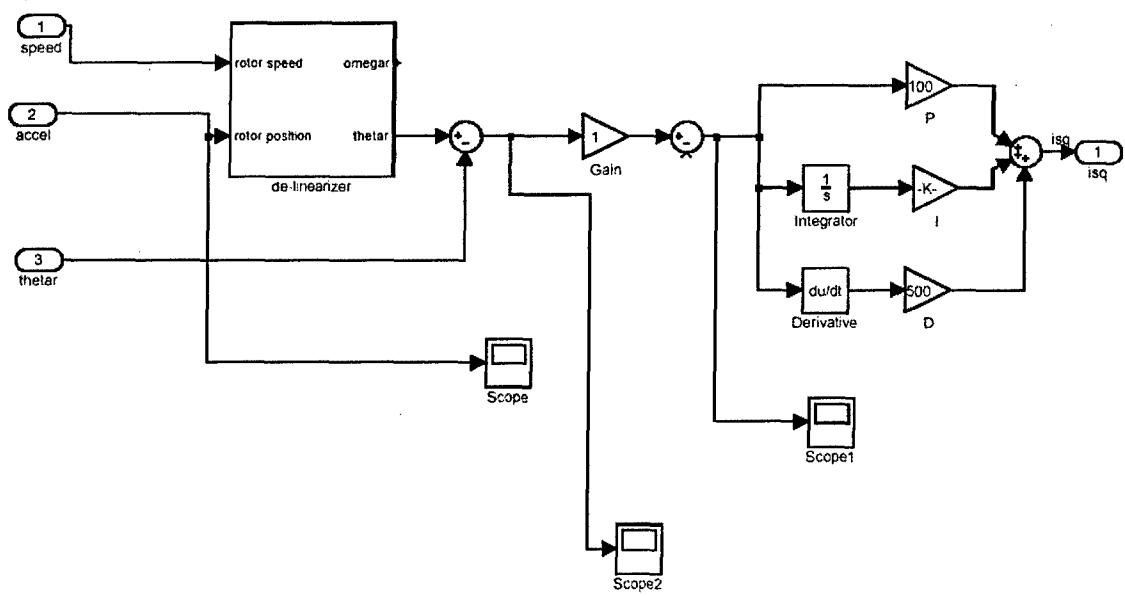 1
speed
2
accel
3
thetar
rotor speed
omegar
rotor position
thetar
de-linearizer
+
-
1
Gain
+
-
100
P
1
s
Integrator
-K-
I
du/dt
Derivative
500
D
+
+
+
isq
1
isq
Scope
Scope1
Scope2